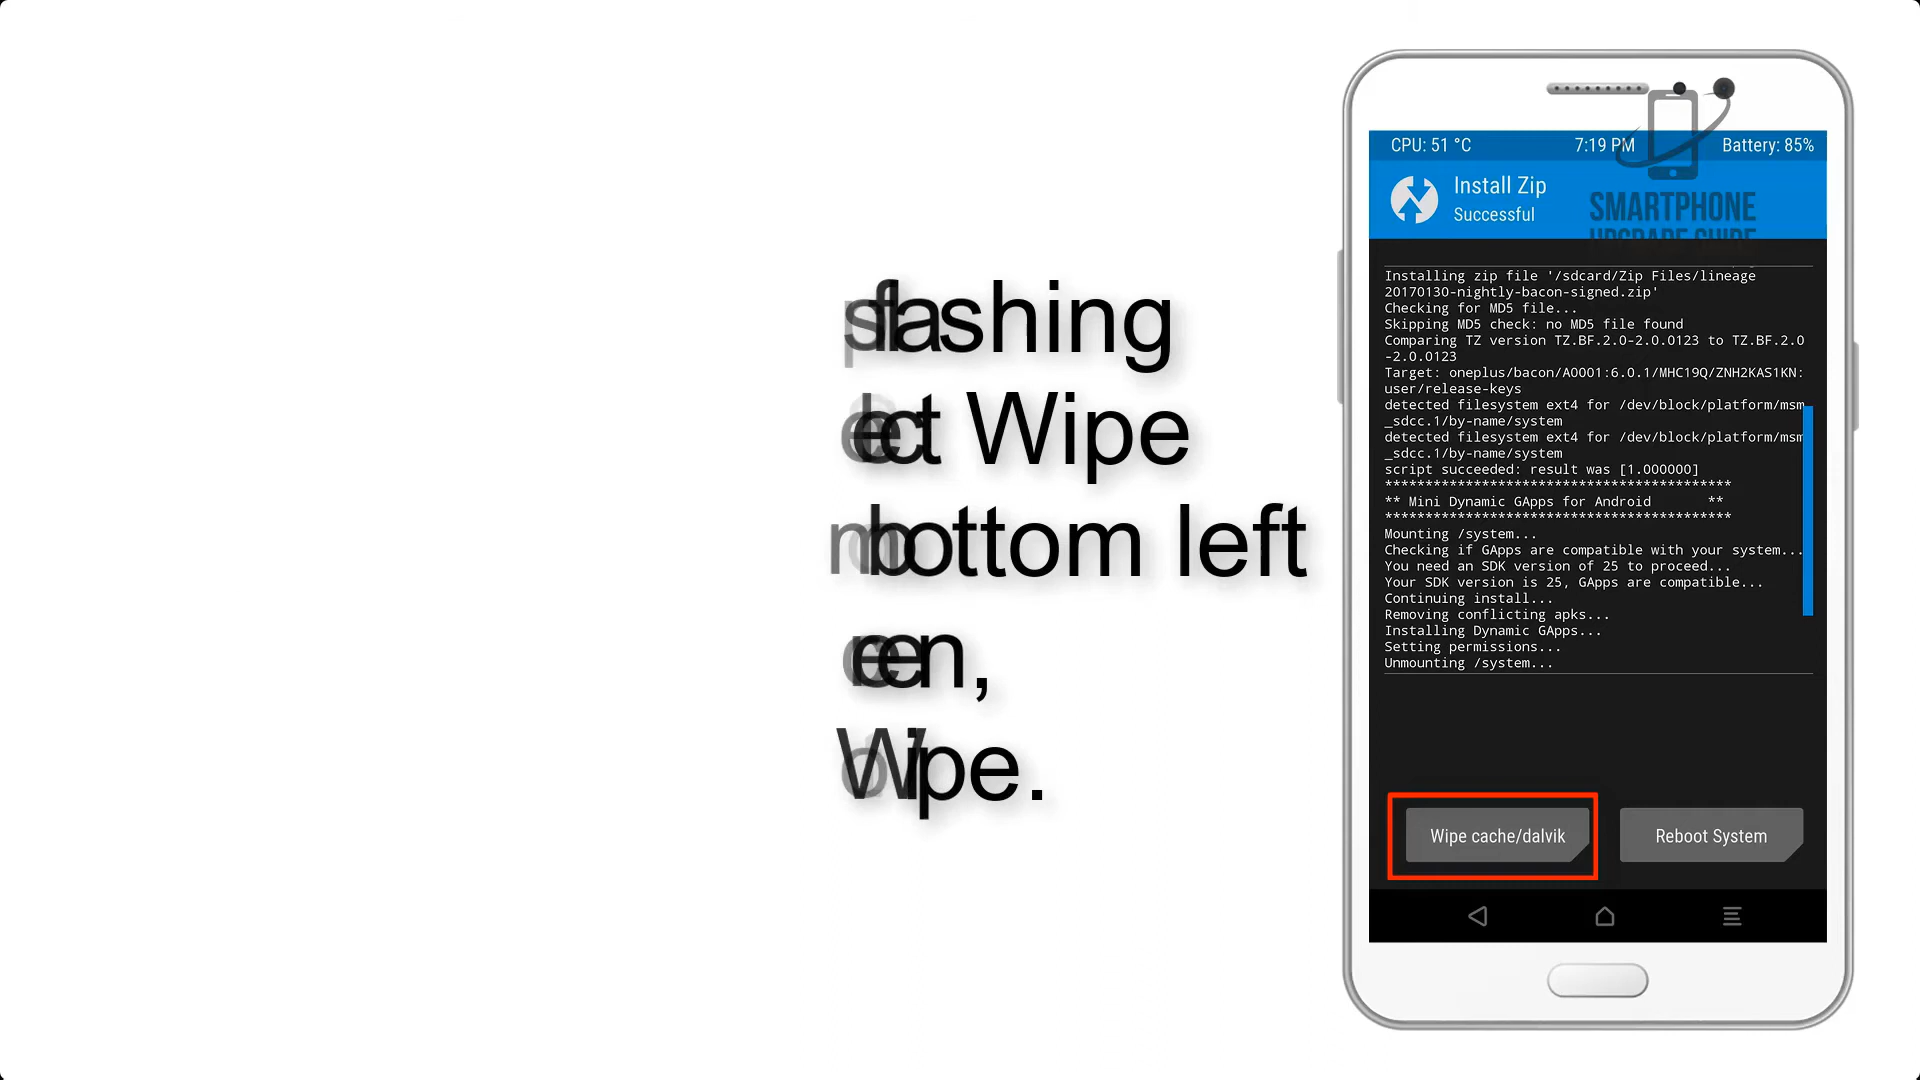 flashing
Wipe
bottom left
Wipe.
CPU: 51 °C
7:19 PM
Battery: 85%
Install Zip
Successful
SMARTPHONE
UPGRADE GUIDE
Installing zip file '/sdcard/Zip Files/lineage
20170130-nightly-bacon-signed.zip'
Checking for MD5 file...
Skipping MD5 check: no MD5 file found
Comparing TZ version TZ.BF.2.0-2.0.0123 to TZ.BF.2.0
-2.0.0123
Target: oneplus/bacon/A0001:6.0.1/MHC19Q/ZNH2KAS1KN:
user/release-keys
detected filesystem ext4 for /dev/block/platform/msm
_sdcc.1/by-name/system
detected filesystem ext4 for /dev/block/platform/msm
_sdcc.1/by-name/system
script succeeded: result was [1.000000]
*******************************************
** Mini Dynamic GApps for Android **
*******************************************
Mounting /system...
Checking if GApps are compatible with your system...
You need an SDK version of 25 to proceed...
Your SDK version is 25, GApps are compatible...
Continuing install...
Removing conflicting apks...
Installing Dynamic GApps...
Setting permissions...
Unmounting /system...
Wipe cache/dalvik
Reboot System